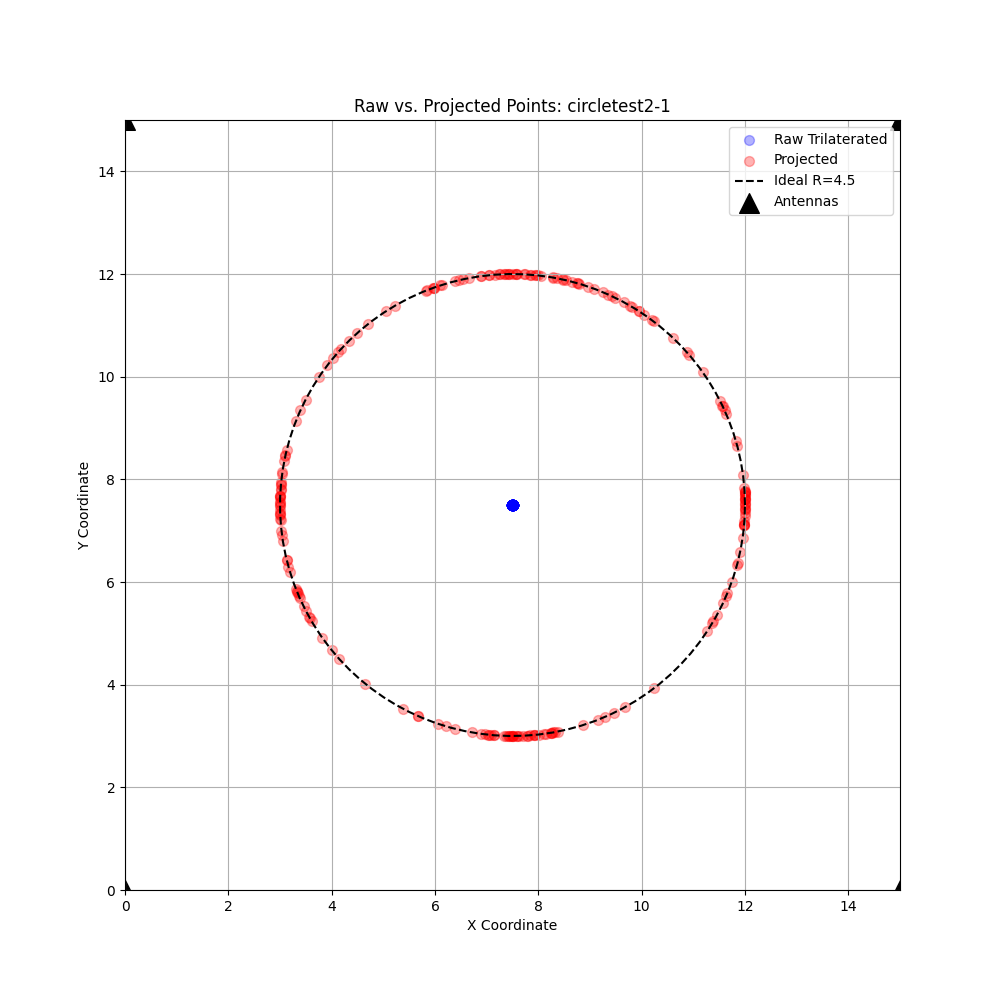 Raw vs. Projected Points: circletest2-1
Raw Trilaterated
Projected
Ideal R=4.5
Antennas
14
12
10
8
6
4
2
0
Y Coordinate
0 2 4 6 8 10 12 14
X Coordinate